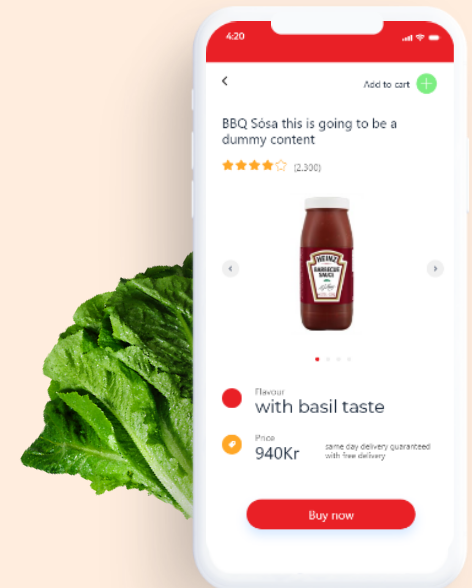 4:20
Add to cart
BBQ Sósa this is going to be a
dummy content
(2.300)
HEINZ
BARBECUE
SAUCE
Flavour
with basil taste
Price
940Kr
same day delivery guaranteed
with free delivery
Buy now